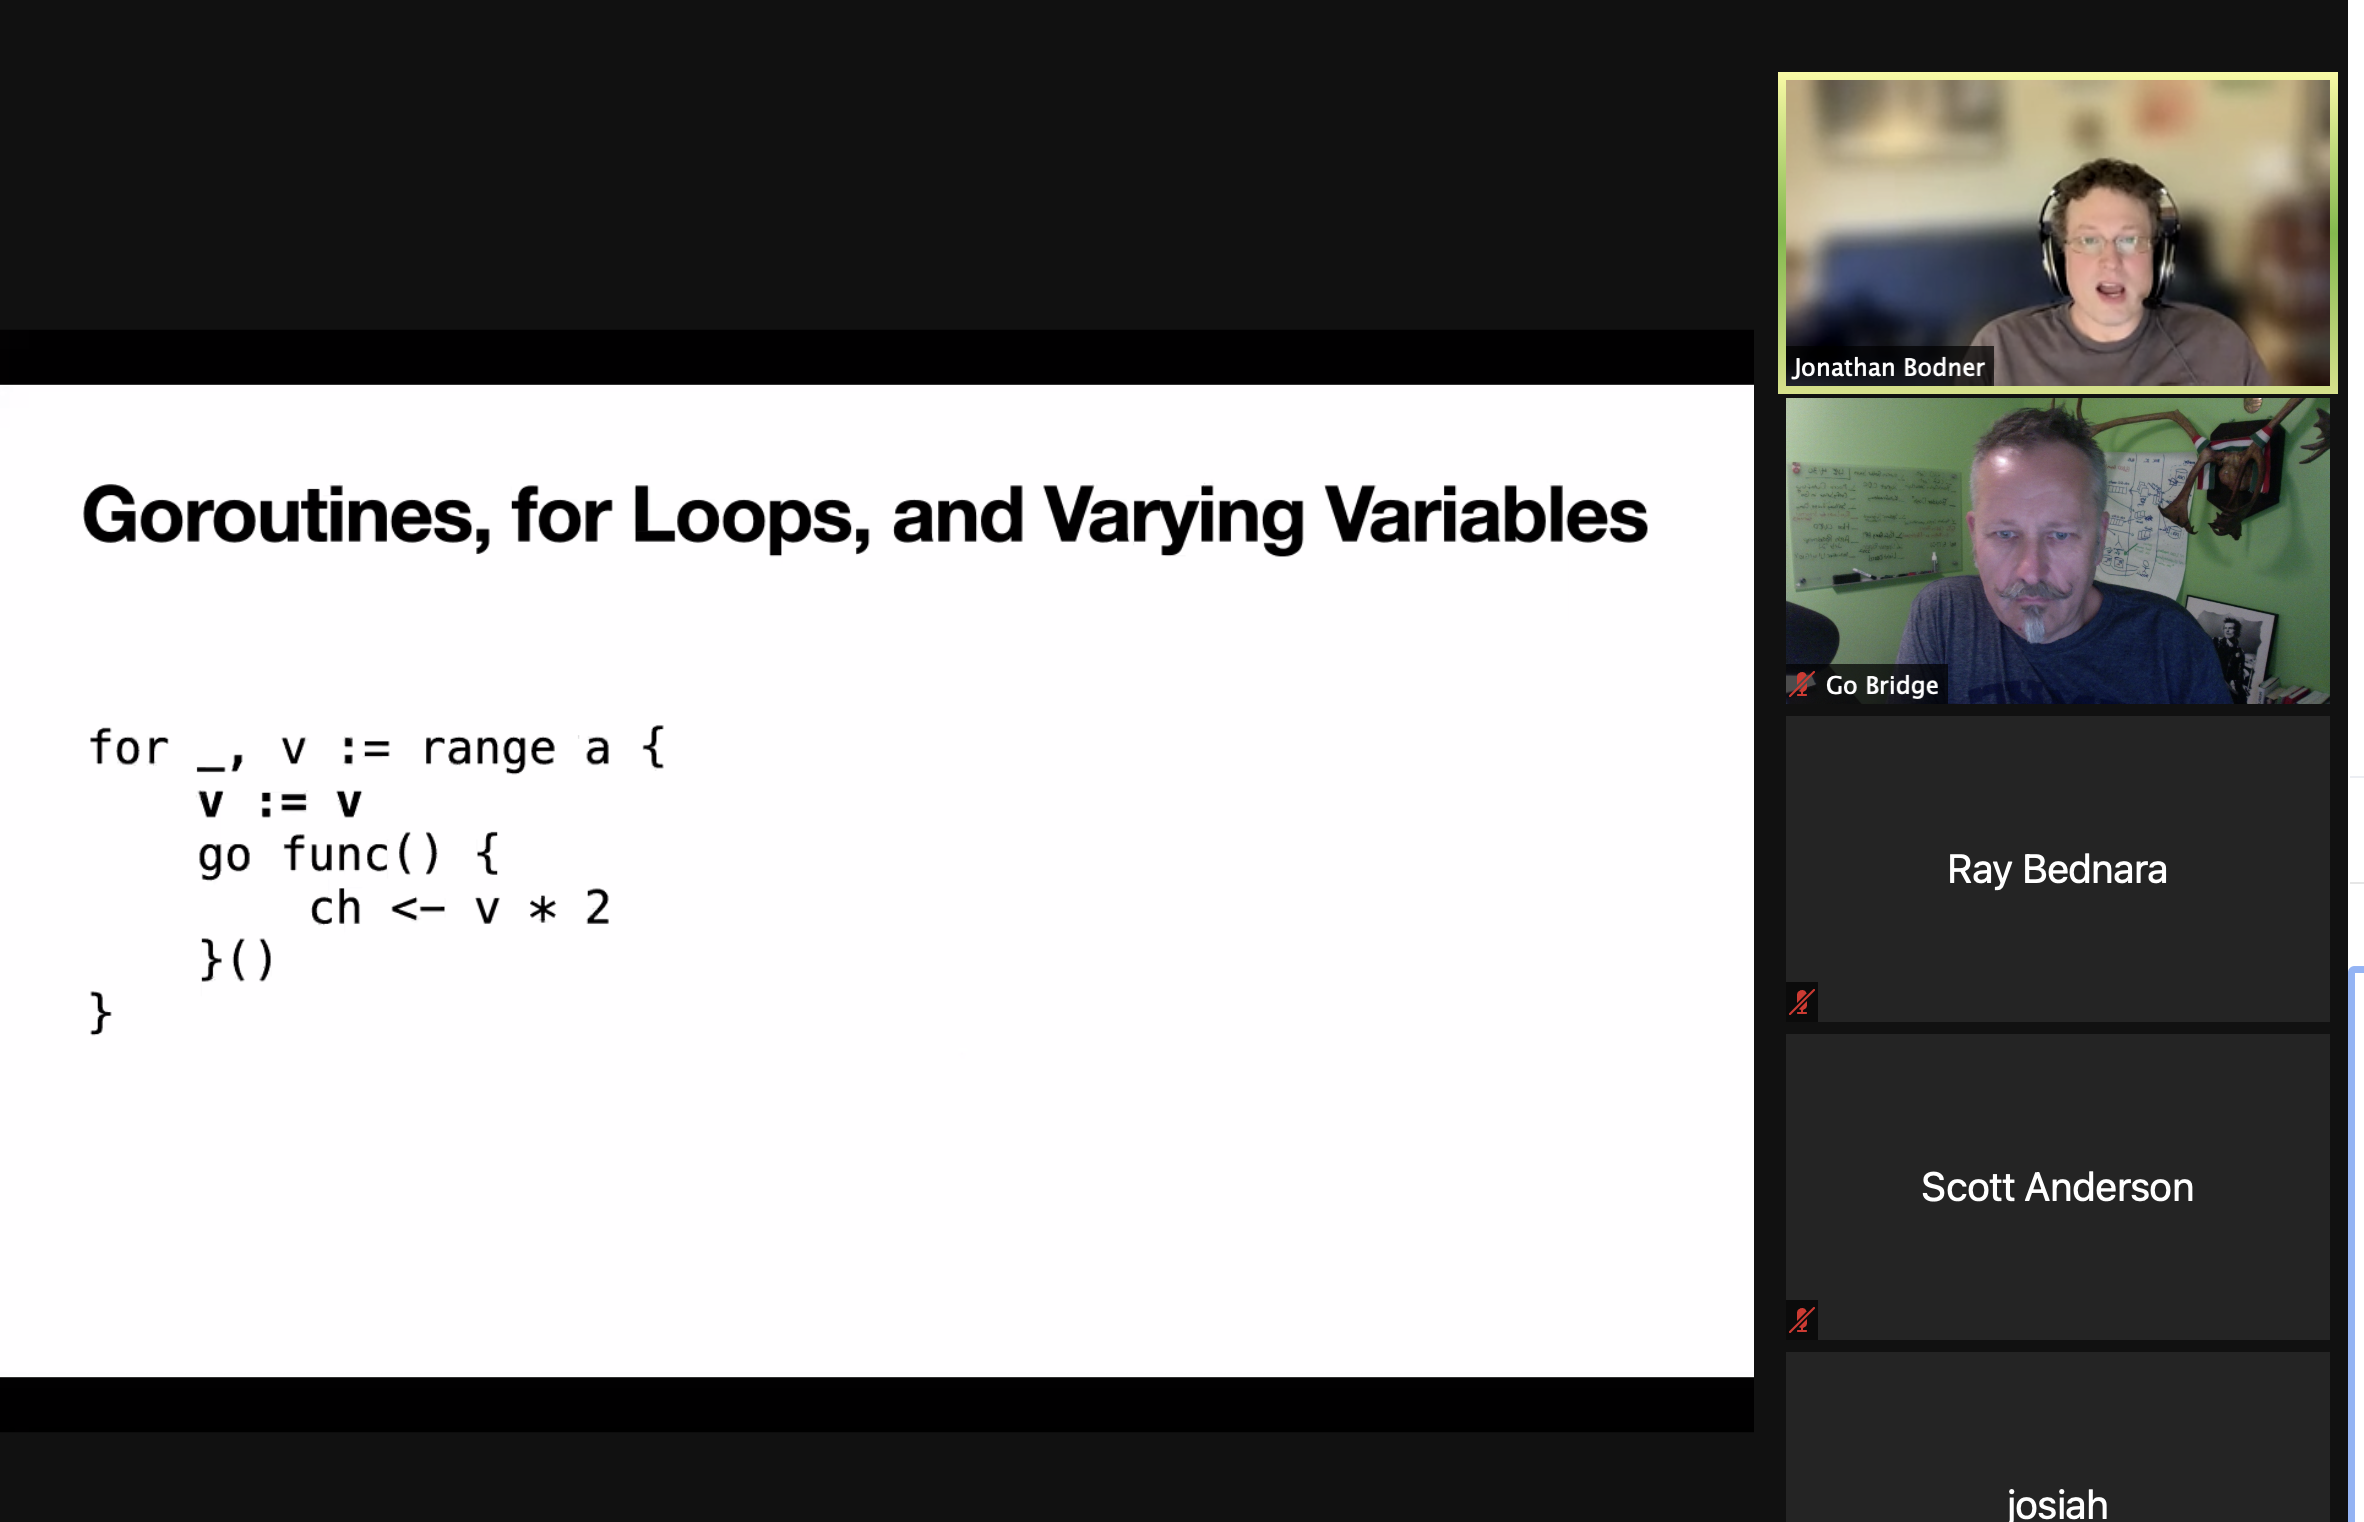 Goroutines, for Loops, and Varying Variables
for _, v := range a {
    v := v
    go func() {
        ch <- v * 2
    }()
}
Jonathan Bodner
Go Bridge
Ray Bednara
Scott Anderson
josiah